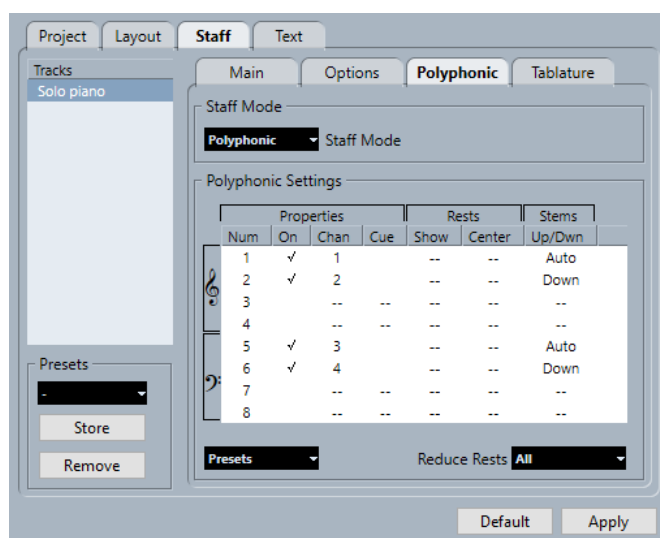 Project Layout Staff Text
Tracks
Solo piano
Main Options Polyphonic Tablature
Staff Mode
Polyphonic Staff Mode
Polyphonic Settings
Properties Rests Stems
Num On Chan Cue Show Center Up/Dwn
1 √ 1 -- -- Auto
2 √ 2 -- -- Down
3 -- -- -- -- --
4 -- -- -- -- --
5 √ 3 -- -- Auto
6 √ 4 -- -- Down
7 -- -- -- -- --
8 -- -- -- -- --
Presets
-
Store
Remove
Presets Reduce Rests All
Default Apply